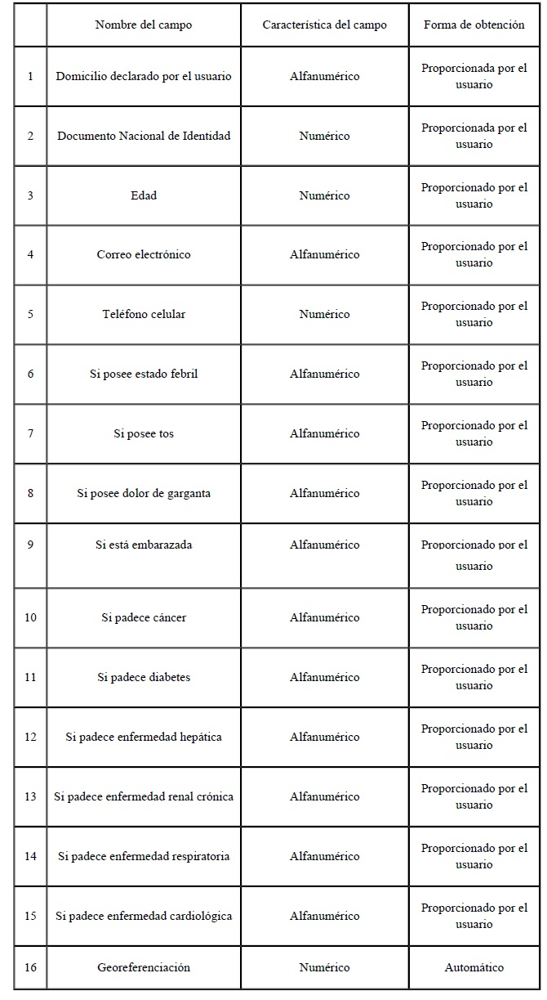 Nombre del campo Característica del campo Forma de obtención
1 Domicilio declarado por el usuario Alfanumérico Proporcionada por el
usuario
2 Documento Nacional de Identidad Numérico Proporcionada por el
usuario
3 Edad Numérico Proporcionado por el
usuario
4 Correo electrónico Alfanumérico Proporcionado por el
usuario
5 Teléfono celular Numérico Proporcionado por el
usuario
6 Si posee estado febril Alfanumérico Proporcionado por el
usuario
7 Si posee tos Alfanumérico Proporcionado por el
usuario
8 Si posee dolor de garganta Alfanumérico Proporcionado por el
usuario
9 Si está embarazada Alfanumérico Proporcionado por el
usuario
10 Si padece cáncer Alfanumérico Proporcionado por el
usuario
11 Si padece diabetes Alfanumérico Proporcionado por el
usuario
12 Si padece enfermedad hepática Alfanumérico Proporcionado por el
usuario
13 Si padece enfermedad renal crónica Alfanumérico Proporcionado por el
usuario
14 Si padece enfermedad respiratoria Alfanumérico Proporcionado por el
usuario
15 Si padece enfermedad cardiológica Alfanumérico Proporcionado por el
usuario
16 Georeferenciación Numérico Automático